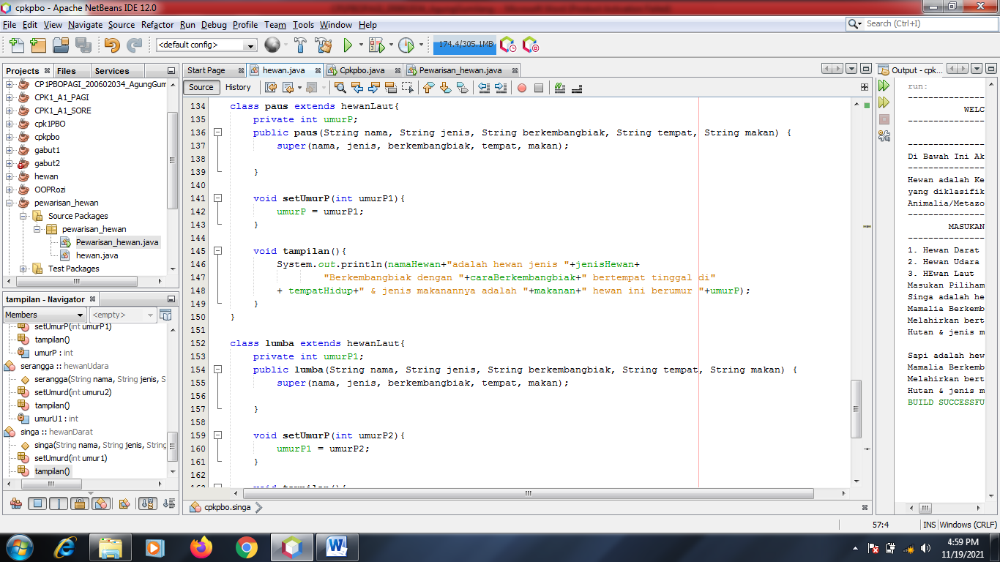 cpkpbo - Apache NetBeans IDE 12.0
File Edit View Navigate Source Refactor Run Debug Profile Team Tools Window Help
Search (Ctrl+I)
<default config>
174.4/305.1MB
Projects Files Services
Start Page hewan.java Cpkpbo.java Pewarisan_hewan.java
Output - cpk...
Source History
CP1PBOPAGI_200602034_AgungGum
CPK1_A1_PAGI
CPK1_A1_SORE
cpk1PBO
cpkpbo
gabut1
gabut2
hewan
OOPRozi
pewarisan_hewan
Source Packages
pewarisan_hewan
Pewarisan_hewan.java
hewan.java
Test Packages
tampilan - Navigator
Members <empty>
setUmurP(int umurP1)
tampilan()
umurP : int
serangga :: hewanUdara
serangga(String nama, String jenis, S
setUmurd(int umuru2)
tampilan()
umurU1 : int
singa :: hewanDarat
singa(String nama, String jenis, String
setUmurd(int umur1)
tampilan()
134 class paus extends hewanLaut{
135 private int umurP;
136 public paus(String nama, String jenis, String berkembangbiak, String tempat, String makan) {
137 super(nama, jenis, berkembangbiak, tempat, makan);
138
139 }
140
141 void setUmurP(int umurP1){
142 umurP = umurP1;
143 }
144
145 void tampilan(){
146 System.out.println(namaHewan+"adalah hewan jenis "+jenisHewan+
147 "Berkembangbiak dengan "+caraBerkembangbiak+" bertempat tinggal di"
148 + tempatHidup+" & jenis makanannya adalah "+makanan+" hewan ini berumur "+umurP);
149 }
150 }
151
152 class lumba extends hewanLaut{
153 private int umurP1;
154 public lumba(String nama, String jenis, String berkembangbiak, String tempat, String makan) {
155 super(nama, jenis, berkembangbiak, tempat, makan);
156
157 }
158
159 void setUmurP(int umurP2){
160 umurP1 = umurP2;
161 }
162
cpkpbo.singa
run:
--------------
WELC
--------------
--------------
Di Bawah Ini Ak
--------------
Hewan adalah Ke
yang diklasifik
Animalia/Metazo
--------------
MASUKAN
--------------
1. Hewan Darat
2. Hewan Udara
3. HEwan Laut
Masukan Piliham
Singa adalah he
Mamalia Berkemb
Melahirkan bert
Hutan & jenis m
Sapi adalah hew
Mamalia Berkemb
Melahirkan bert
Hutan & jenis m
BUILD SUCCESSFU
57:4 INS Windows (CRLF)
4:59 PM
11/19/2021